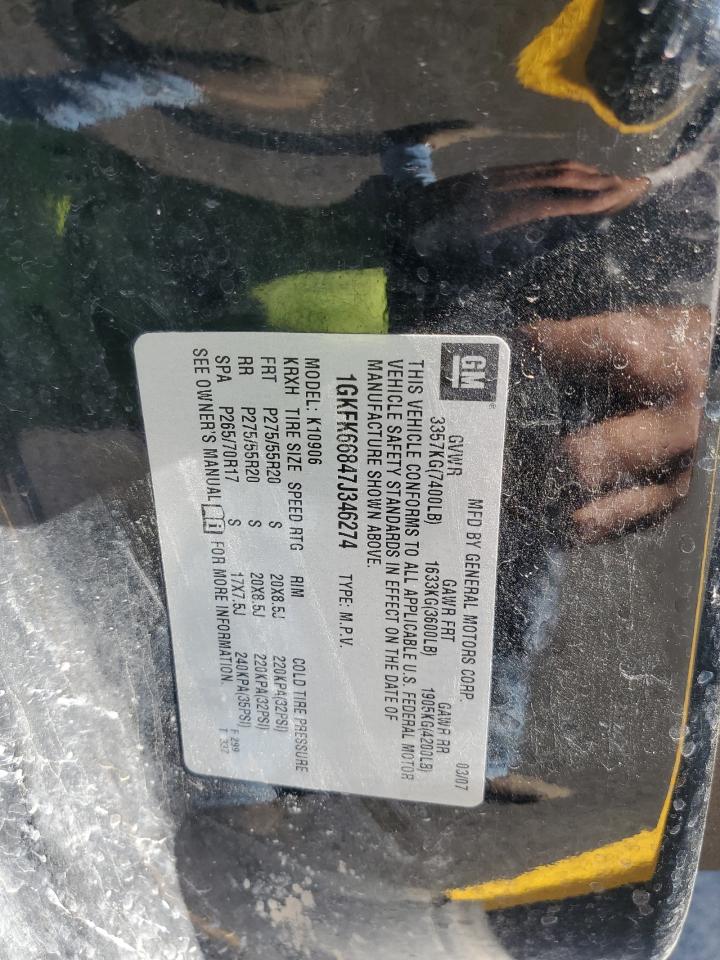 GM
MFD BY GENERAL MOTORS CORP 03/07
GVWR GAWR FRT GAWR RR
3357KG(7400LB) 1633KG(3600LB) 1905KG(4200LB)
THIS VEHICLE CONFORMS TO ALL APPLICABLE U.S. FEDERAL MOTOR
VEHICLE SAFETY STANDARDS IN EFFECT ON THE DATE OF
MANUFACTURE SHOWN ABOVE.
1GKFK66847J346274 TYPE: M.P.V.
MODEL: K10906
KRXH TIRE SIZE SPEED RTG RIM COLD TIRE PRESSURE
FRT P275/55R20 S 20X8.5J 220KPA(32PSI)
RR P275/55R20 S 20X8.5J 220KPA(32PSI)
SPA P265/70R17 S 17X7.5J 240KPA(35PSI)
SEE OWNER'S MANUAL FOR MORE INFORMATION.
F 299
T 337